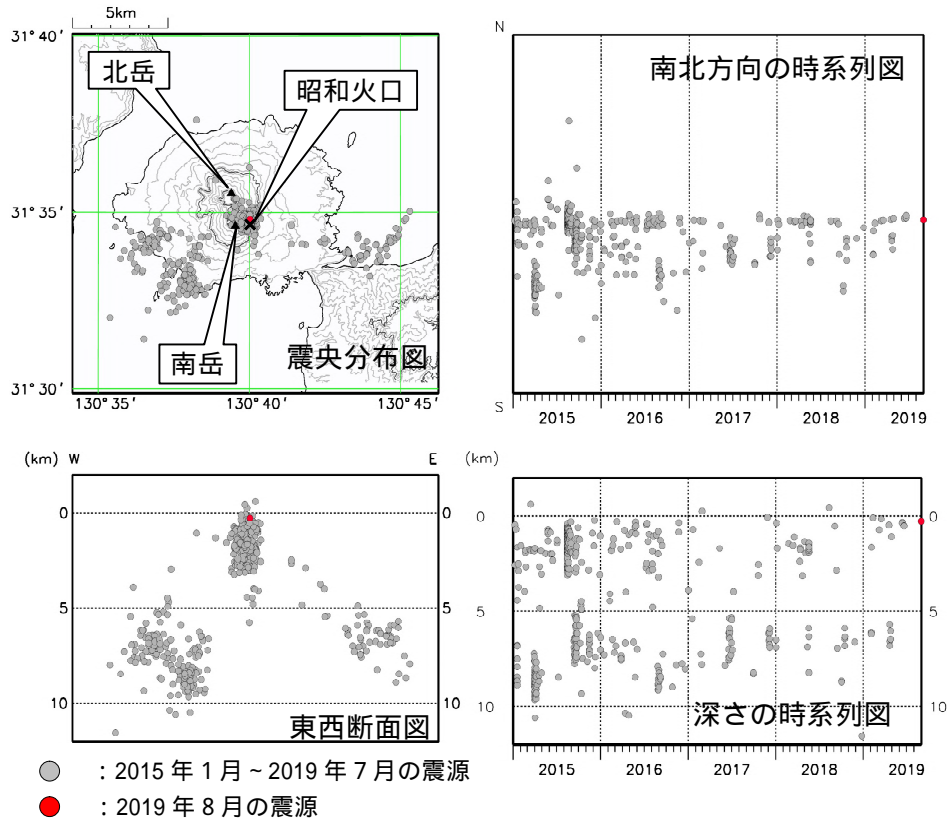 5km
31°40′
31°35′
31°30′
130°35′
130°40′
130°45′
北岳
昭和火口
南岳
震央分布図
N
S
南北方向の時系列図
2015
2016
2017
2018
2019
(km) W
E
0
5
10
0
5
10
東西断面図
(km)
0
5
10
0
5
10
深さの時系列図
2015
2016
2017
2018
2019
：2015 年 1 月～2019 年 7 月の震源
：2019 年 8 月の震源